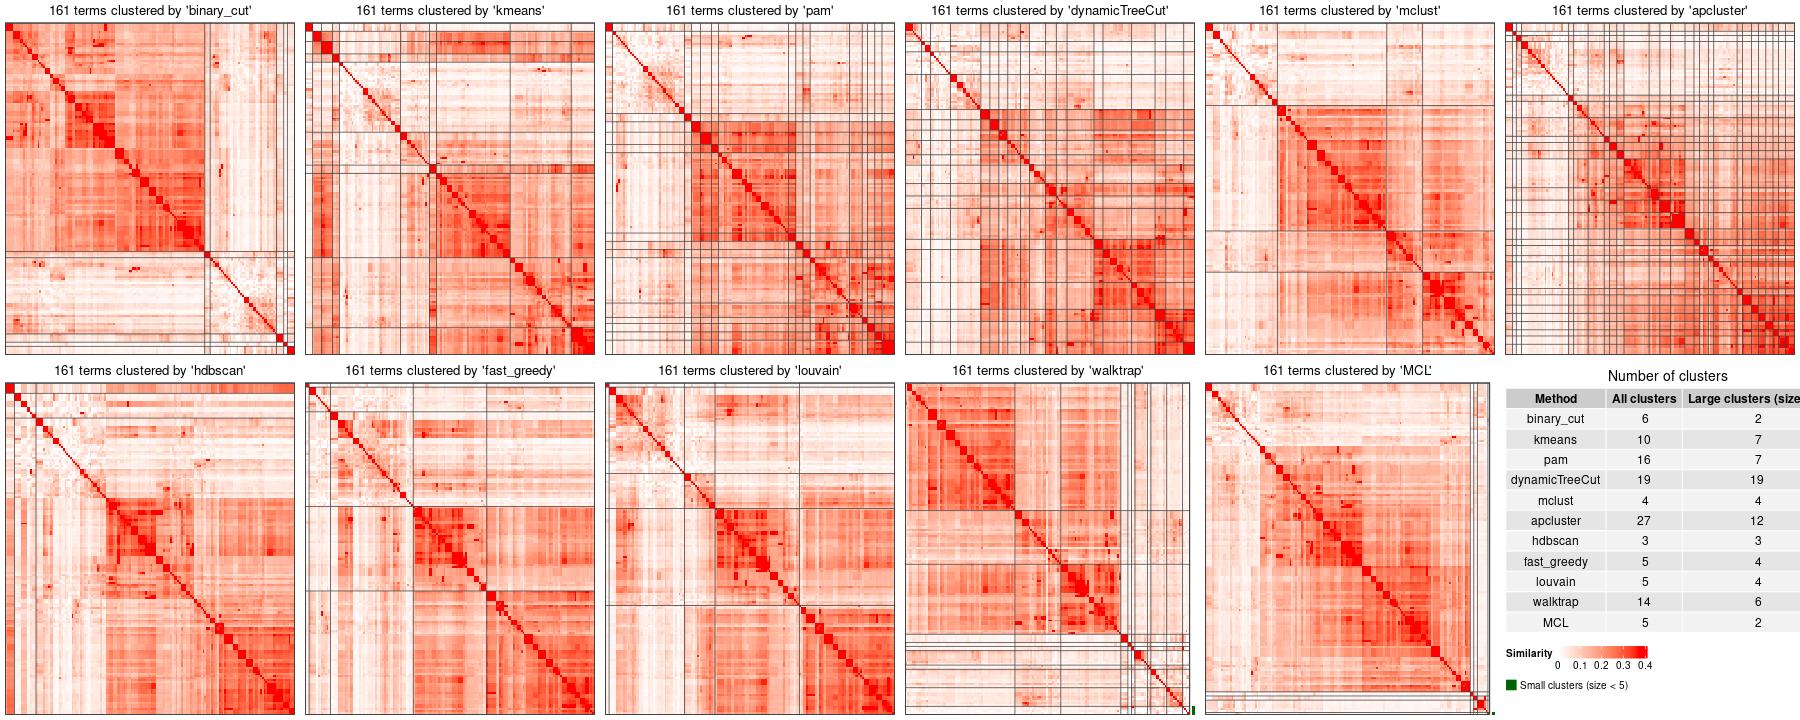 161 terms clustered by 'binary_cut'
161 terms clustered by 'kmeans'
161 terms clustered by 'pam'
161 terms clustered by 'dynamicTreeCut'
161 terms clustered by 'mclust'
161 terms clustered by 'apcluster'
161 terms clustered by 'hdbscan'
161 terms clustered by 'fast_greedy'
161 terms clustered by 'louvain'
161 terms clustered by 'walktrap'
161 terms clustered by 'MCL'
Number of clusters
Method All clusters Large clusters (size
binary_cut 6 2
kmeans 10 7
pam 16 7
dynamicTreeCut 19 19
mclust 4 4
apcluster 27 12
hdbscan 3 3
fast_greedy 5 4
louvain 5 4
walktrap 14 6
MCL 5 2
Similarity
0 0.1 0.2 0.3 0.4
Small clusters (size < 5)